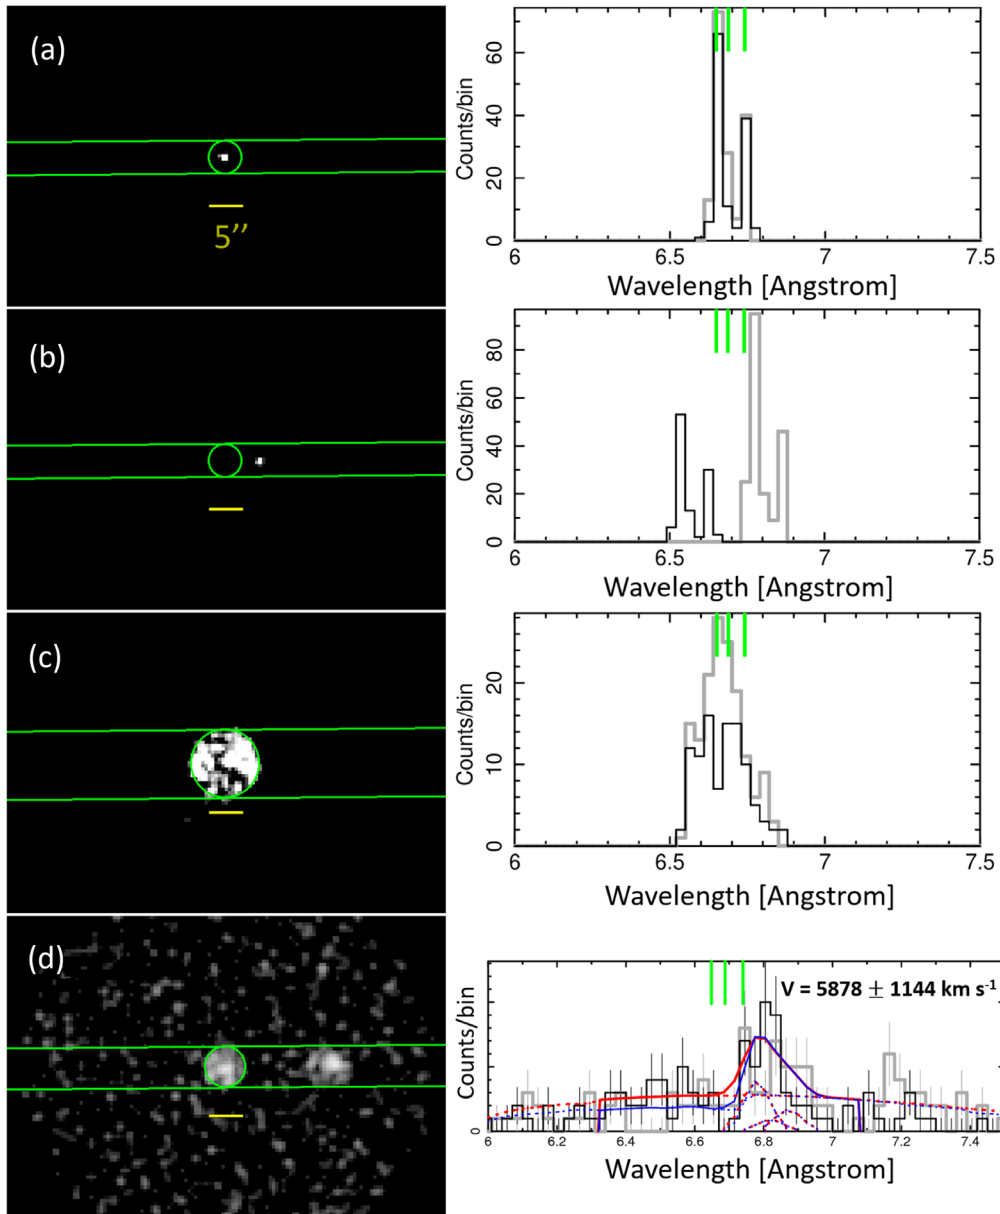 (a)
5’’
Counts/bin
0 20 40 60
6 6.5 7 7.5
Wavelength [Angstrom]
(b)
Counts/bin
0 20 40 60 80
6 6.5 7 7.5
Wavelength [Angstrom]
(c)
Counts/bin
0 10 20
6 6.5 7 7.5
Wavelength [Angstrom]
(d)
V = 5878 ± 1144 km s⁻¹
Counts/bin
0
6 6.2 6.4 6.6 6.8 7 7.2 7.4
Wavelength [Angstrom]